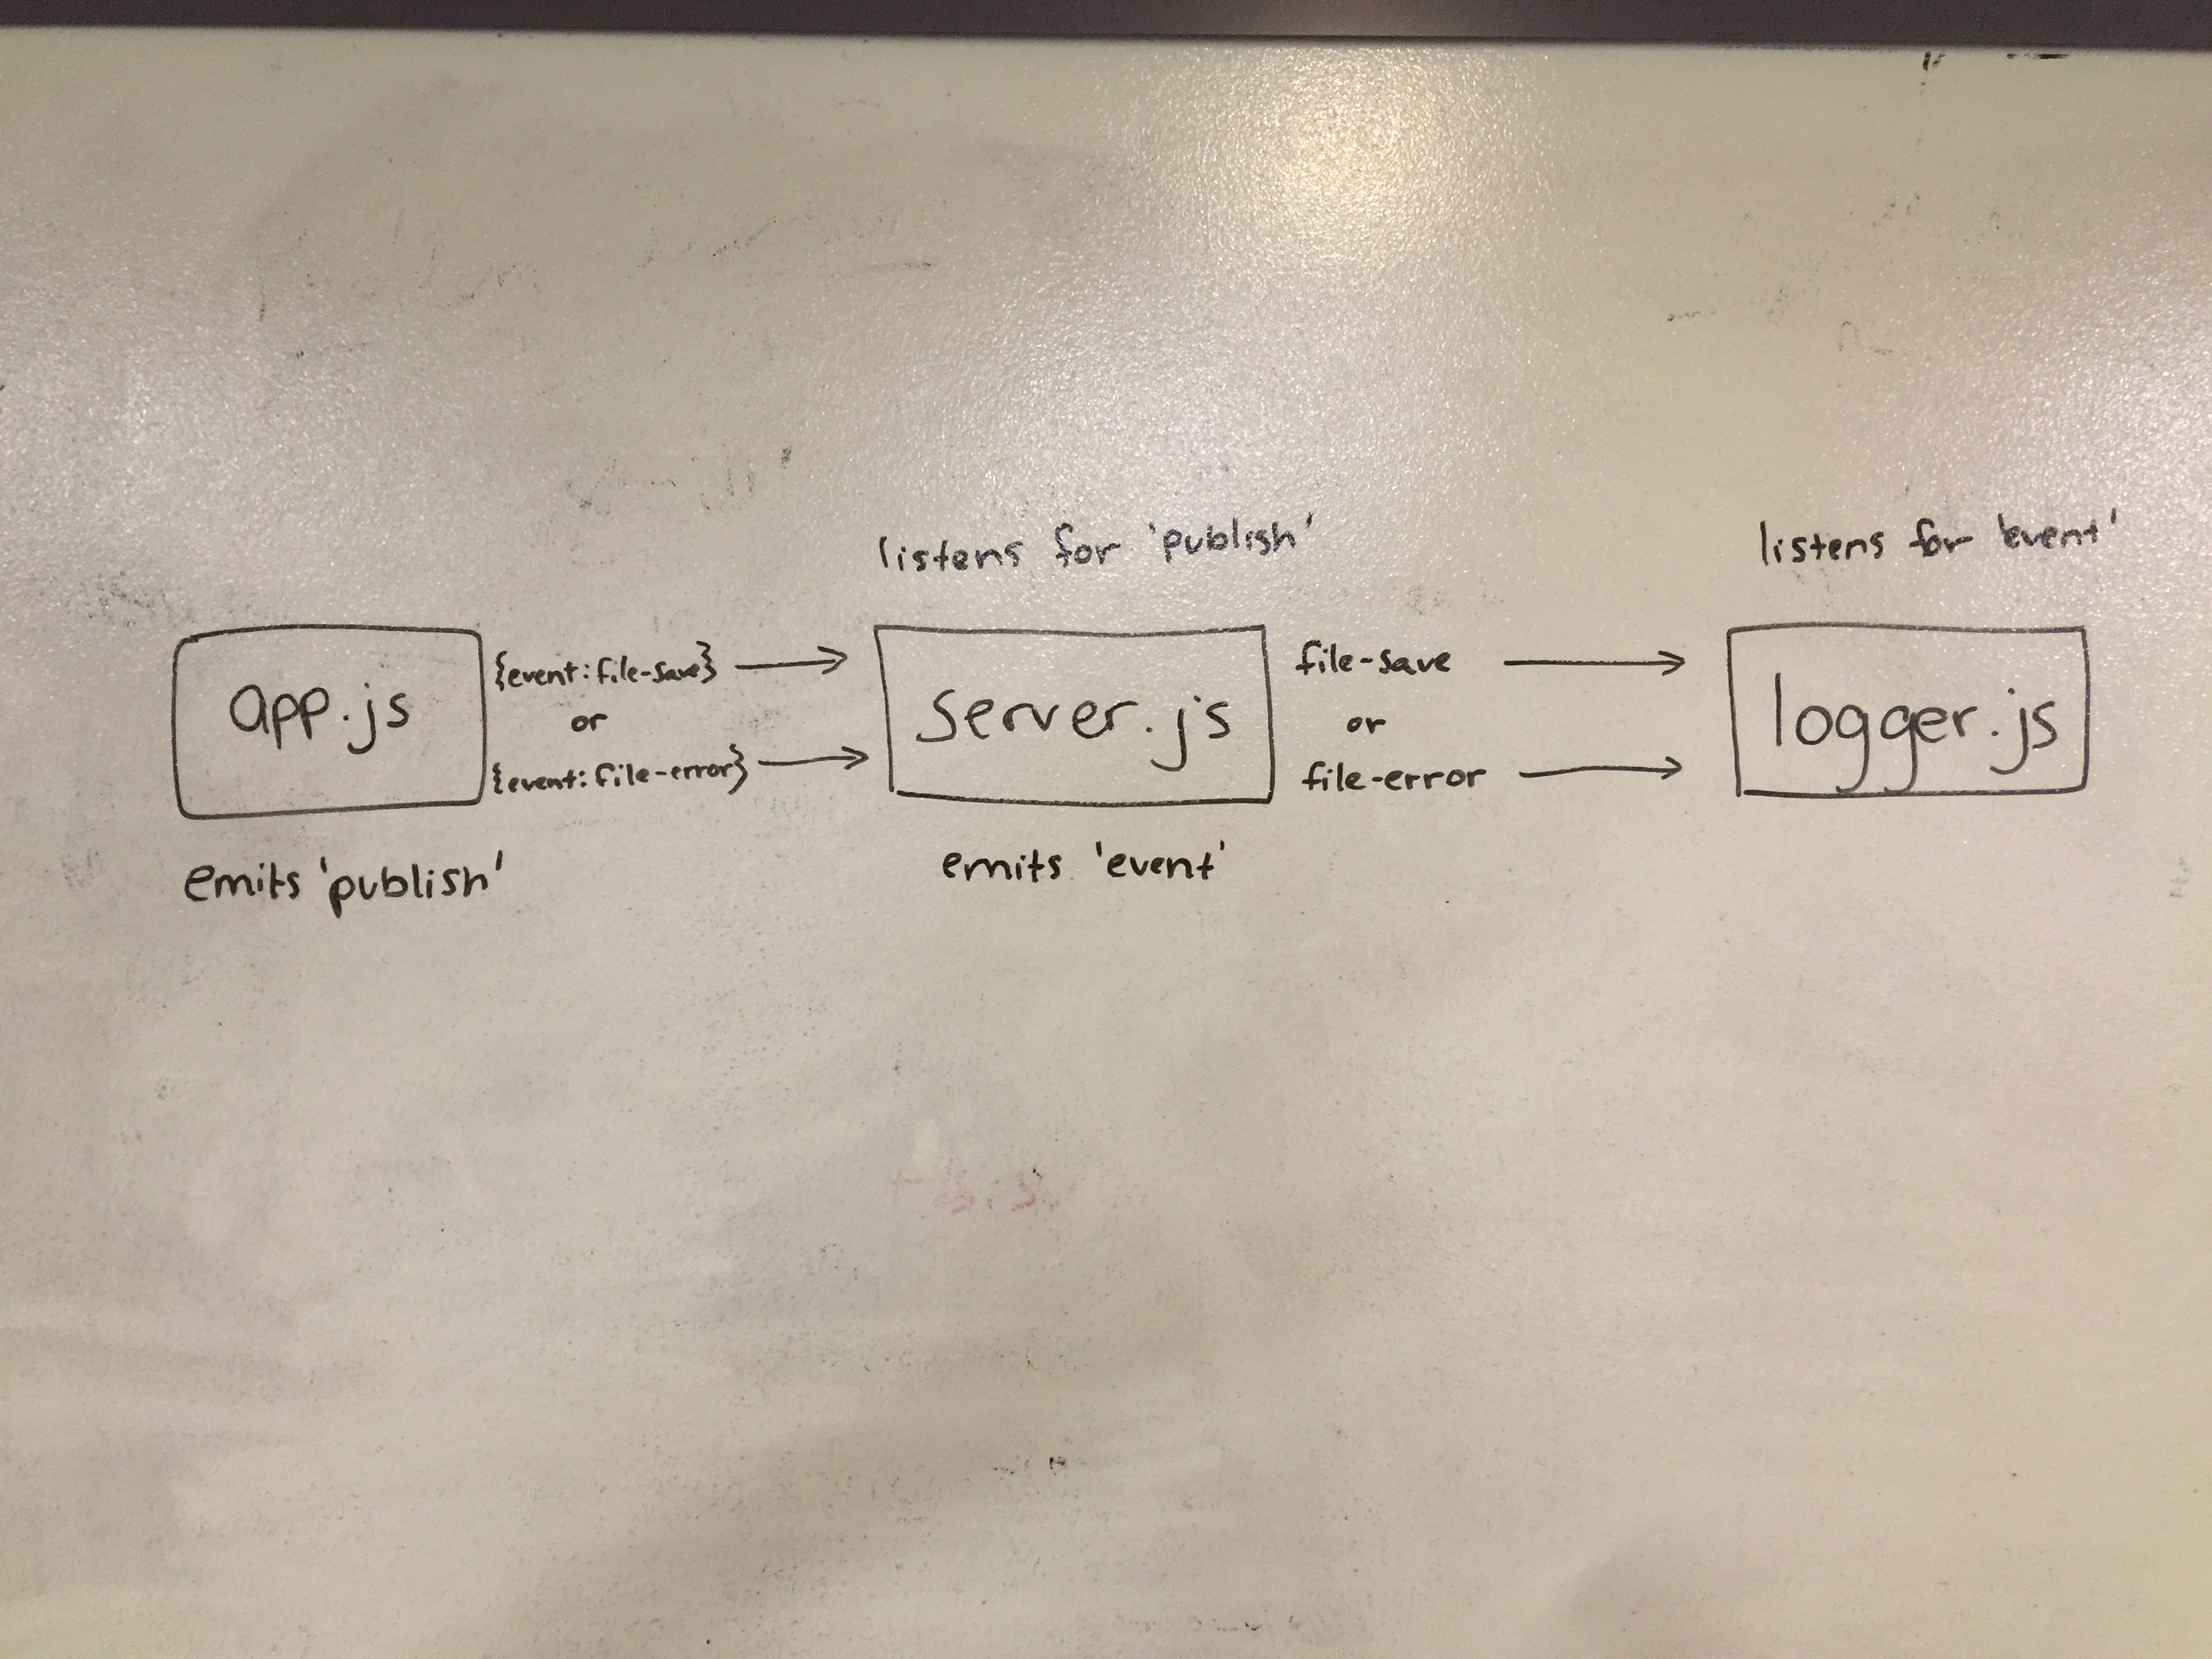 listens for 'publish'
listens for 'event'
app.js
{event:file-save}
or
{event:file-error}
server.js
file-save
or
file-error
logger.js
emits 'publish'
emits 'event'